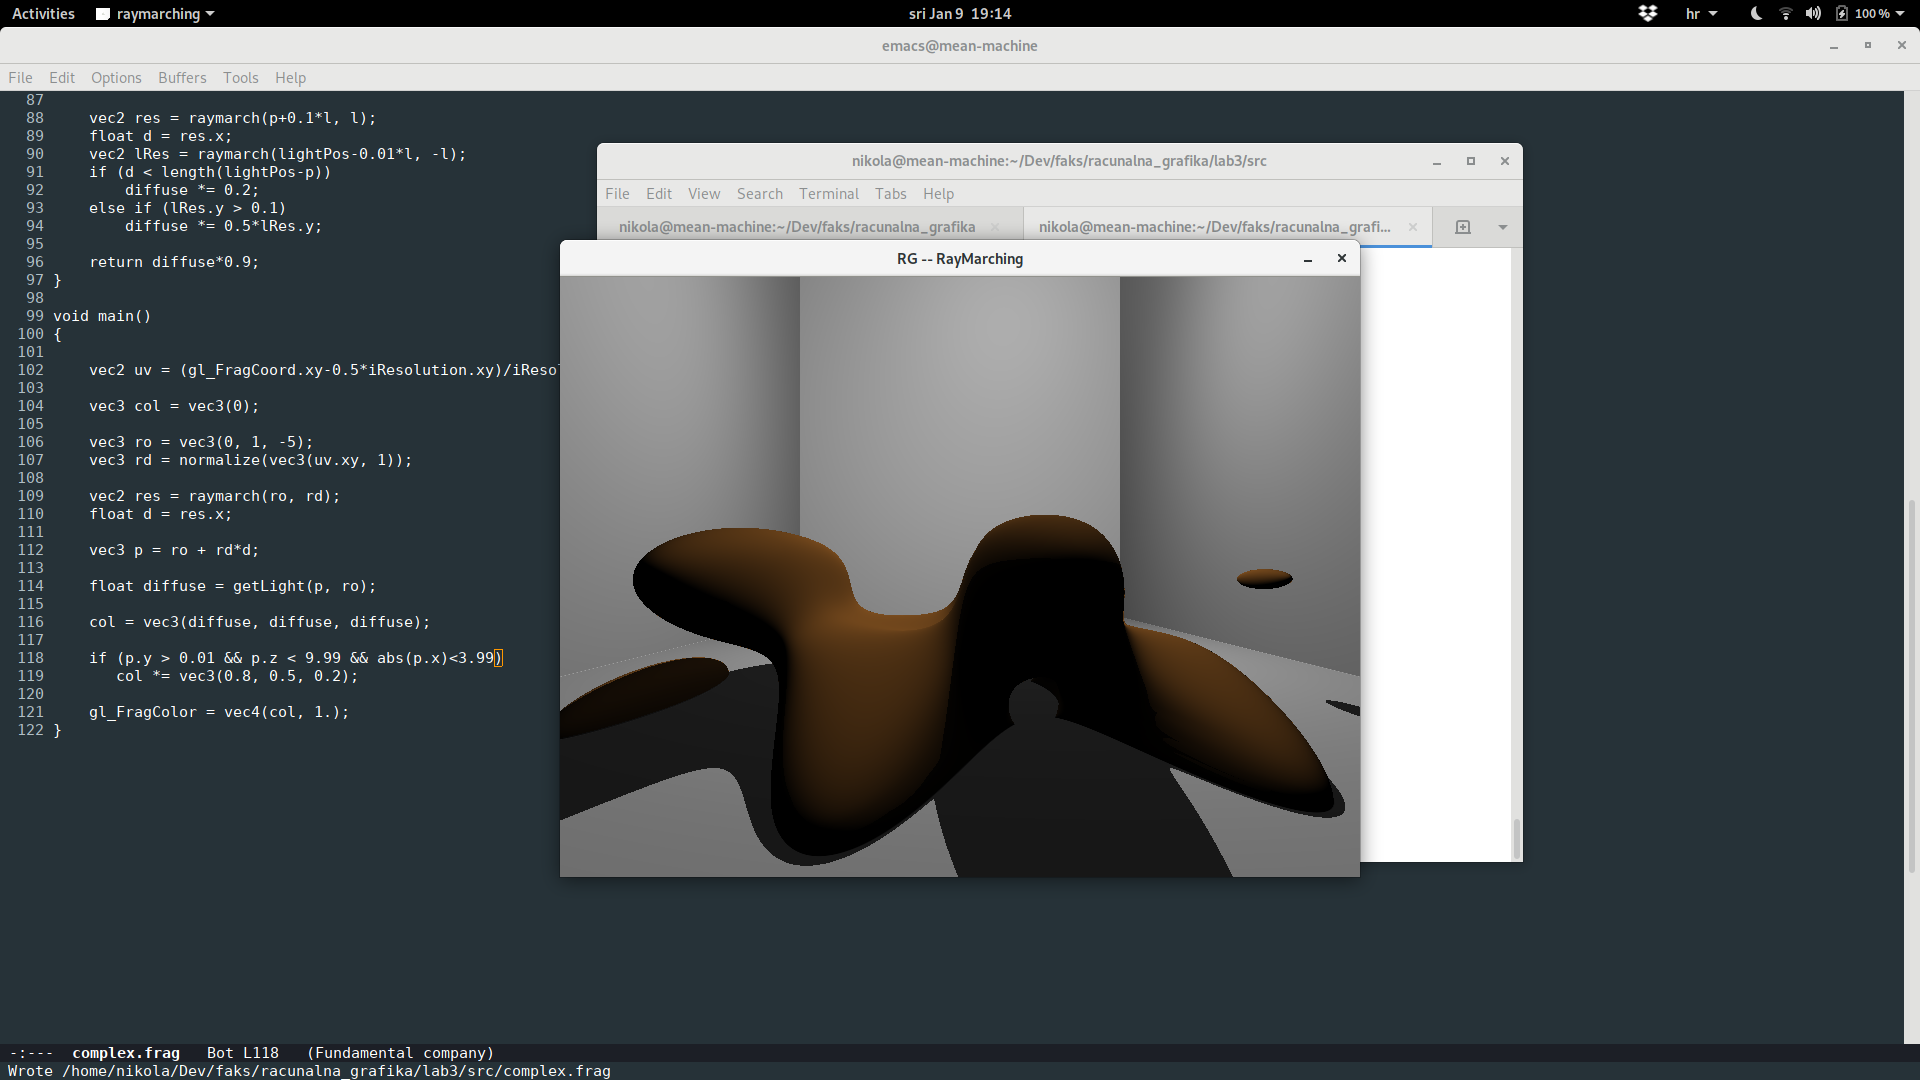 Activities raymarching sri Jan 9 19:14 hr 100 %
emacs@mean-machine
File Edit Options Buffers Tools Help
87
88 vec2 res = raymarch(p+0.1*l, l);
89 float d = res.x;
90 vec2 lRes = raymarch(lightPos-0.01*l, -l);
91 if (d < length(lightPos-p))
92 diffuse *= 0.2;
93 else if (lRes.y > 0.1)
94 diffuse *= 0.5*lRes.y;
95
96 return diffuse*0.9;
97 }
98
99 void main()
100 {
101
102 vec2 uv = (gl_FragCoord.xy-0.5*iResolution.xy)/iResol
103
104 vec3 col = vec3(0);
105
106 vec3 ro = vec3(0, 1, -5);
107 vec3 rd = normalize(vec3(uv.xy, 1));
108
109 vec2 res = raymarch(ro, rd);
110 float d = res.x;
111
112 vec3 p = ro + rd*d;
113
114 float diffuse = getLight(p, ro);
115
116 col = vec3(diffuse, diffuse, diffuse);
117
118 if (p.y > 0.01 && p.z < 9.99 && abs(p.x)<3.99)
119 col *= vec3(0.8, 0.5, 0.2);
120
121 gl_FragColor = vec4(col, 1.);
122 }
nikola@mean-machine:~/Dev/faks/racunalna_grafika/lab3/src
File Edit View Search Terminal Tabs Help
nikola@mean-machine:~/Dev/faks/racunalna_grafika nikola@mean-machine:~/Dev/faks/racunalna_grafi...
RG -- RayMarching
-:--- complex.frag Bot L118 (Fundamental company)
Wrote /home/nikola/Dev/faks/racunalna_grafika/lab3/src/complex.frag